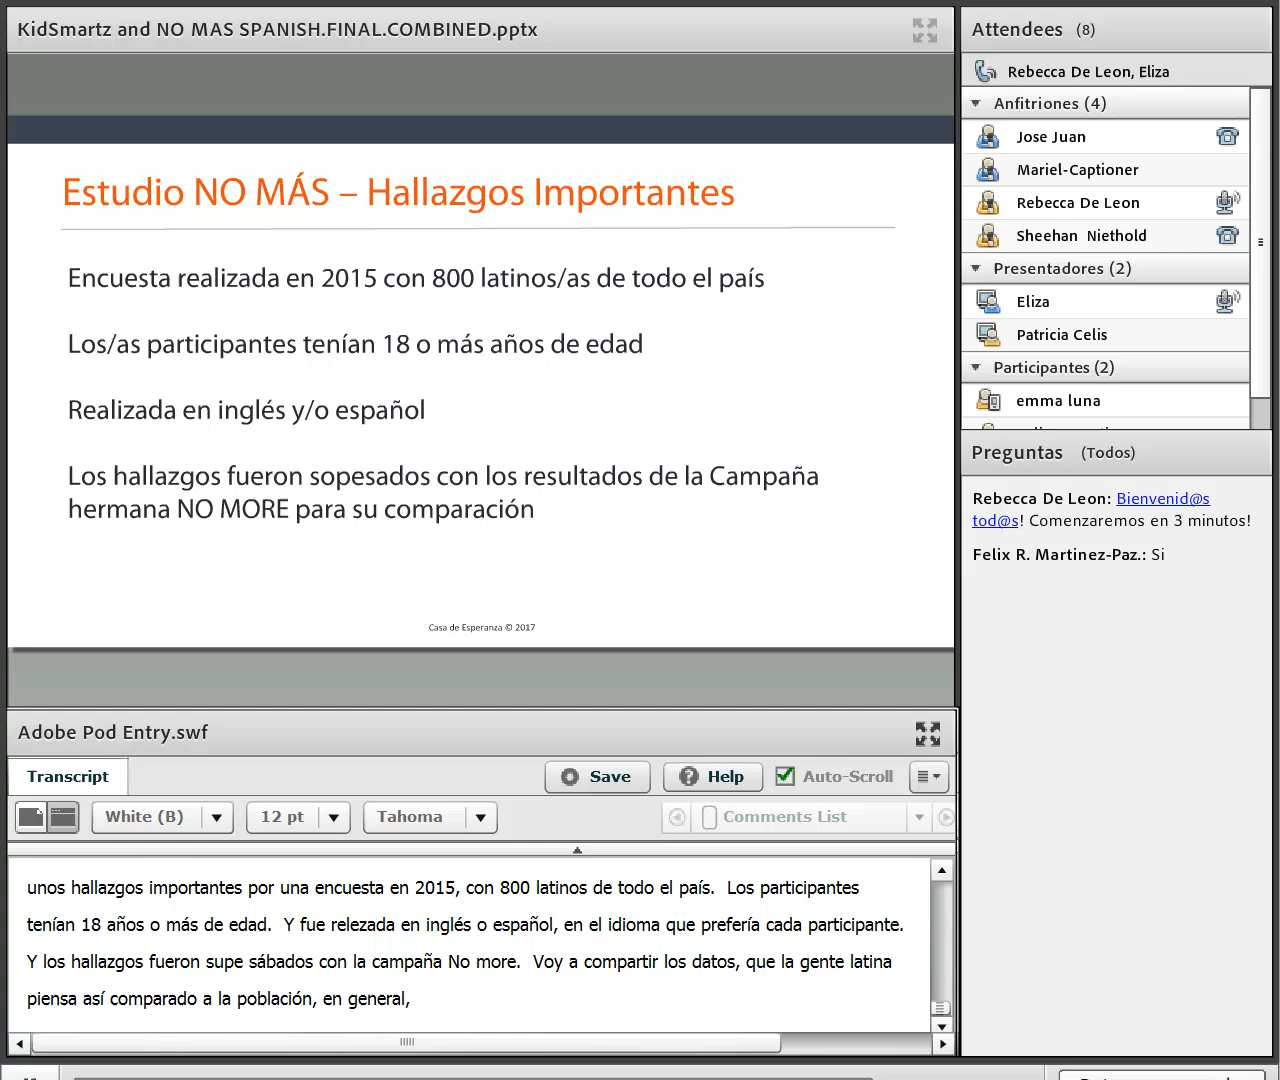 KidSmartz and NO MAS SPANISH.FINAL.COMBINED.pptx
Estudio NO MÁS – Hallazgos Importantes
Encuesta realizada en 2015 con 800 latinos/as de todo el país
Los/as participantes tenían 18 o más años de edad
Realizada en inglés y/o español
Los hallazgos fueron sopesados con los resultados de la Campaña
hermana NO MORE para su comparación
Casa de Esperanza © 2017
Adobe Pod Entry.swf
Transcript
Save
Help
Auto-Scroll
White (B)
12 pt
Tahoma
Comments List
unos hallazgos importantes por una encuesta en 2015, con 800 latinos de todo el país.  Los participantes
tenían 18 años o más de edad.  Y fue relezada en inglés o español, en el idioma que prefería cada participante.
Y los hallazgos fueron supe sábados con la campaña No more.  Voy a compartir los datos, que la gente latina
piensa así comparado a la población, en general,
Attendees (8)
Rebecca De Leon, Eliza
Anfitriones (4)
Jose Juan
Mariel-Captioner
Rebecca De Leon
Sheehan Niethold
Presentadores (2)
Eliza
Patricia Celis
Participantes (2)
emma luna
Preguntas (Todos)
Rebecca De Leon: Bienvenid@s
tod@s! Comenzaremos en 3 minutos!
Felix R. Martinez-Paz.: Si